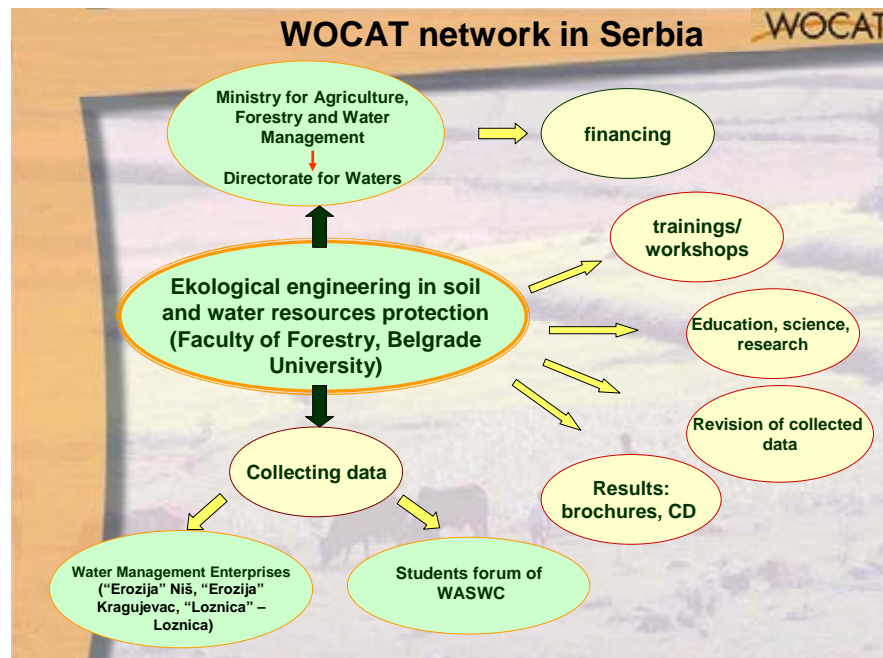 WOCAT network in Serbia
WOCAT
Ministry for Agriculture,
Forestry and Water
Management
Directorate for Waters
financing
trainings/
workshops
Ekological engineering in soil
and water resources protection
(Faculty of Forestry, Belgrade
University)
Education, science,
research
Revision of collected
data
Collecting data
Results:
brochures, CD
Water Management Enterprises
(“Erozija” Niš, “Erozija”
Kragujevac, “Loznica” –
Loznica)
Students forum of
WASWC